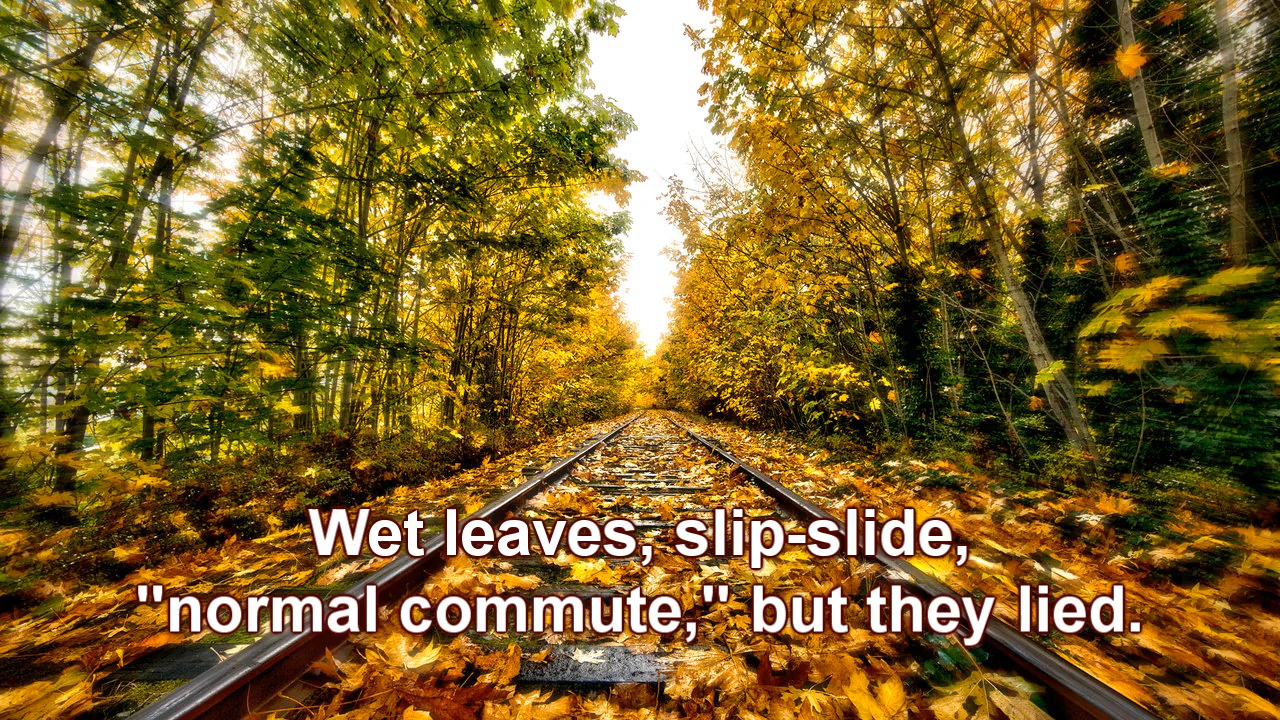 Wet leaves, slip-slide,
"normal commute," but they lied.